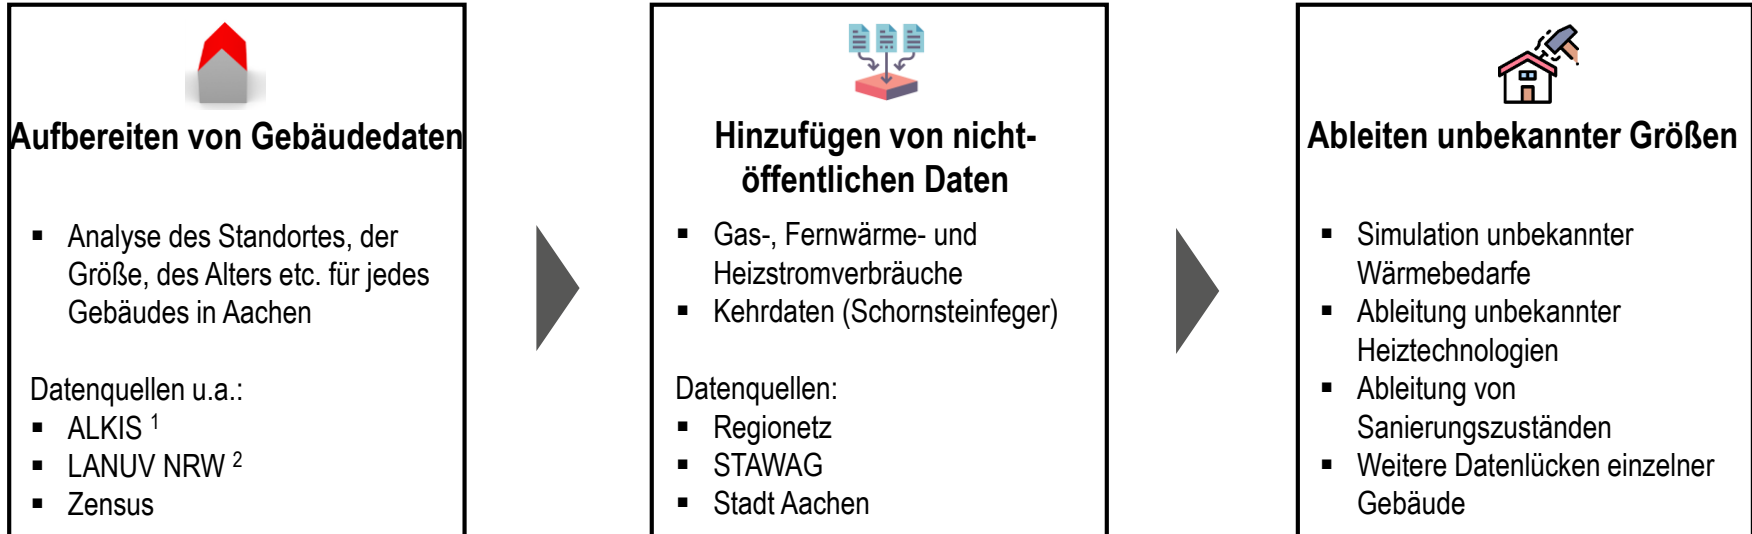 Aufbereiten von Gebäudedaten
▪ Analyse des Standortes, der
Größe, des Alters etc. für jedes
Gebäudes in Aachen
Datenquellen u.a.:
▪ ALKIS ¹
▪ LANUV NRW ²
▪ Zensus
Hinzufügen von nicht-
öffentlichen Daten
▪ Gas-, Fernwärme- und
Heizstromverbräuche
▪ Kehrdaten (Schornsteinfeger)
Datenquellen:
▪ Regionetz
▪ STAWAG
▪ Stadt Aachen
Ableiten unbekannter Größen
▪ Simulation unbekannter
Wärmebedarfe
▪ Ableitung unbekannter
Heiztechnologien
▪ Ableitung von
Sanierungszuständen
▪ Weitere Datenlücken einzelner
Gebäude